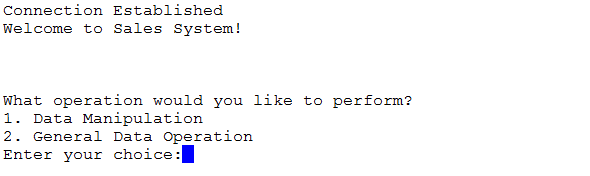 Connection Established
Welcome to Sales System!
What operation would you like to perform?
1. Data Manipulation
2. General Data Operation
Enter your choice: